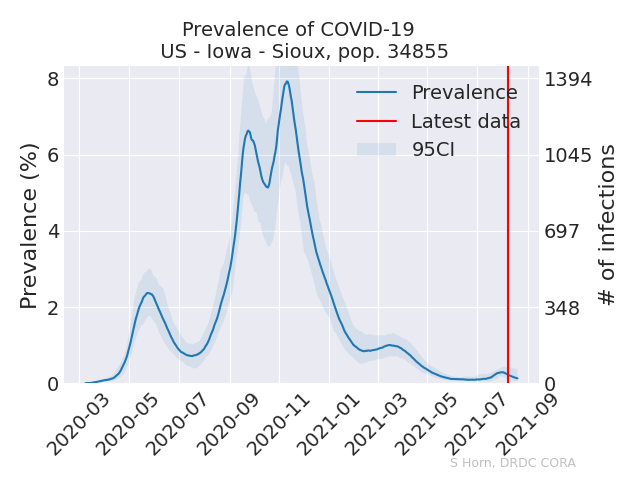 Prevalence of COVID-19
US - Iowa - Sioux, pop. 34855
Prevalence (%)
8
6
4
2
0
1394
1045
697
348
0
# of infections
Prevalence
Latest data
95CI
2020-03
2020-05
2020-07
2020-09
2020-11
2021-01
2021-03
2021-05
2021-07
2021-09
S Horn, DRDC CORA